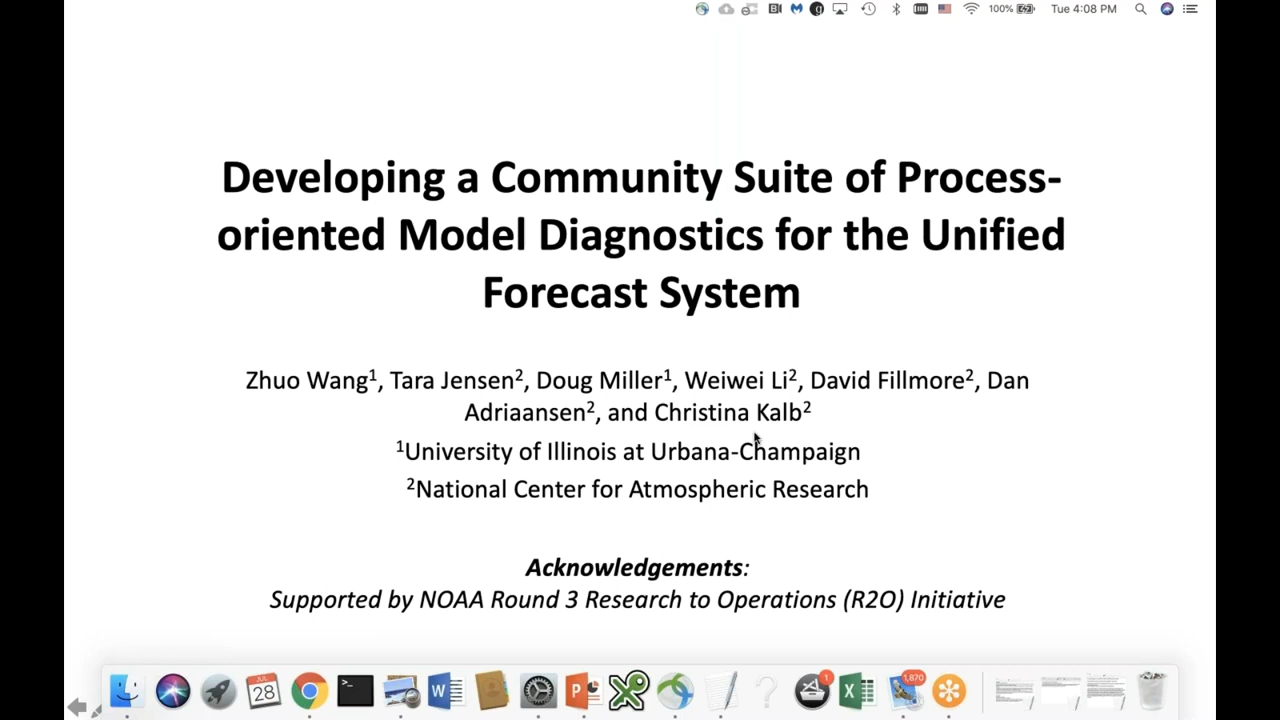 100%
Tue 4:08 PM
Developing a Community Suite of Process-
oriented Model Diagnostics for the Unified
Forecast System
Zhuo Wang¹, Tara Jensen², Doug Miller¹, Weiwei Li², David Fillmore², Dan
Adriaansen², and Christina Kalb²
¹University of Illinois at Urbana-Champaign
²National Center for Atmospheric Research
Acknowledgements:
Supported by NOAA Round 3 Research to Operations (R2O) Initiative
JUL
28
1
1,870